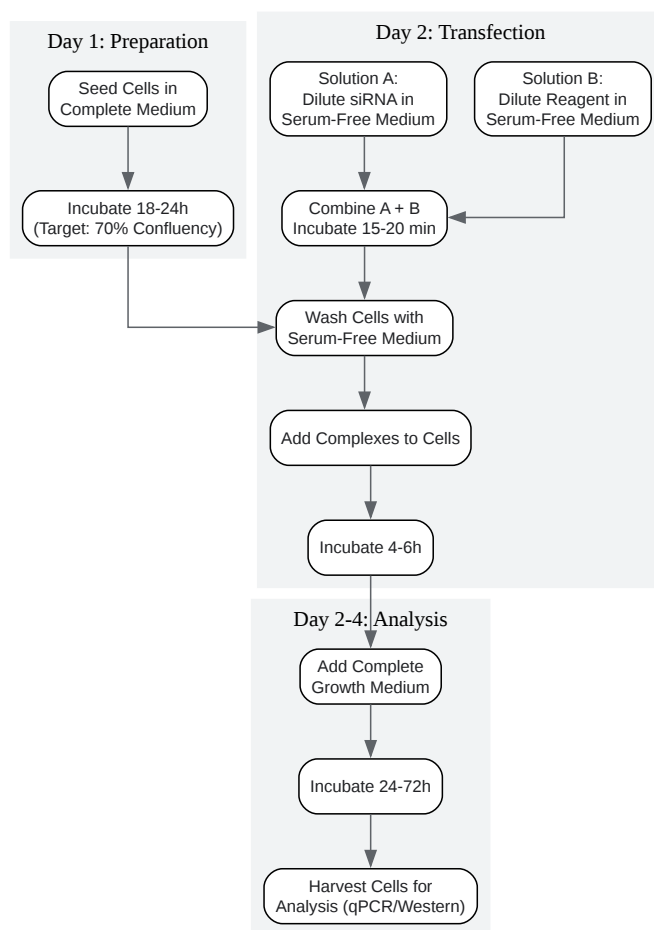 Day 1: Preparation
Seed Cells in
Complete Medium
Incubate 18-24h
(Target: 70% Confluency)
Day 2: Transfection
Solution A:
Dilute siRNA in
Serum-Free Medium
Solution B:
Dilute Reagent in
Serum-Free Medium
Combine A + B
Incubate 15-20 min
Wash Cells with
Serum-Free Medium
Add Complexes to Cells
Incubate 4-6h
Day 2-4: Analysis
Add Complete
Growth Medium
Incubate 24-72h
Harvest Cells for
Analysis (qPCR/Western)